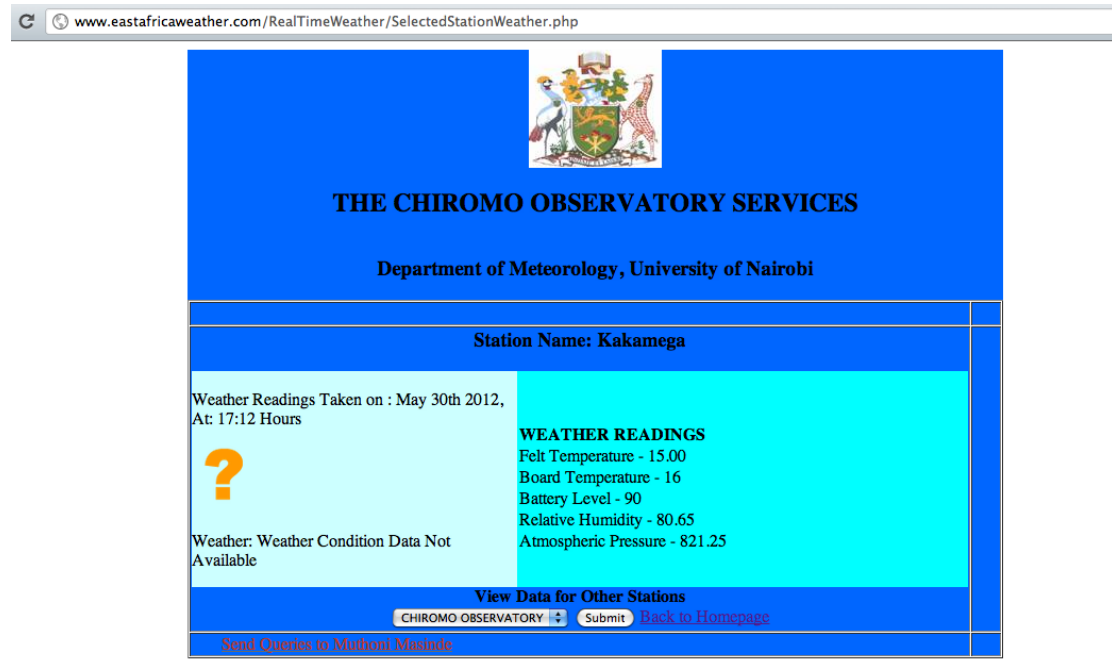 www.eastafricaweather.com/RealTimeWeather/SelectedStationWeather.php
THE CHIROMO OBSERVATORY SERVICES
Department of Meteorology, University of Nairobi
Station Name: Kakamega
Weather Readings Taken on : May 30th 2012,
At: 17:12 Hours
?
Weather: Weather Condition Data Not
Available
WEATHER READINGS
Felt Temperature - 15.00
Board Temperature - 16
Battery Level - 90
Relative Humidity - 80.65
Atmospheric Pressure - 821.25
View Data for Other Stations
CHIROMO OBSERVATORY Submit Back to Homepage
Send Queries to Muthoni Masinde